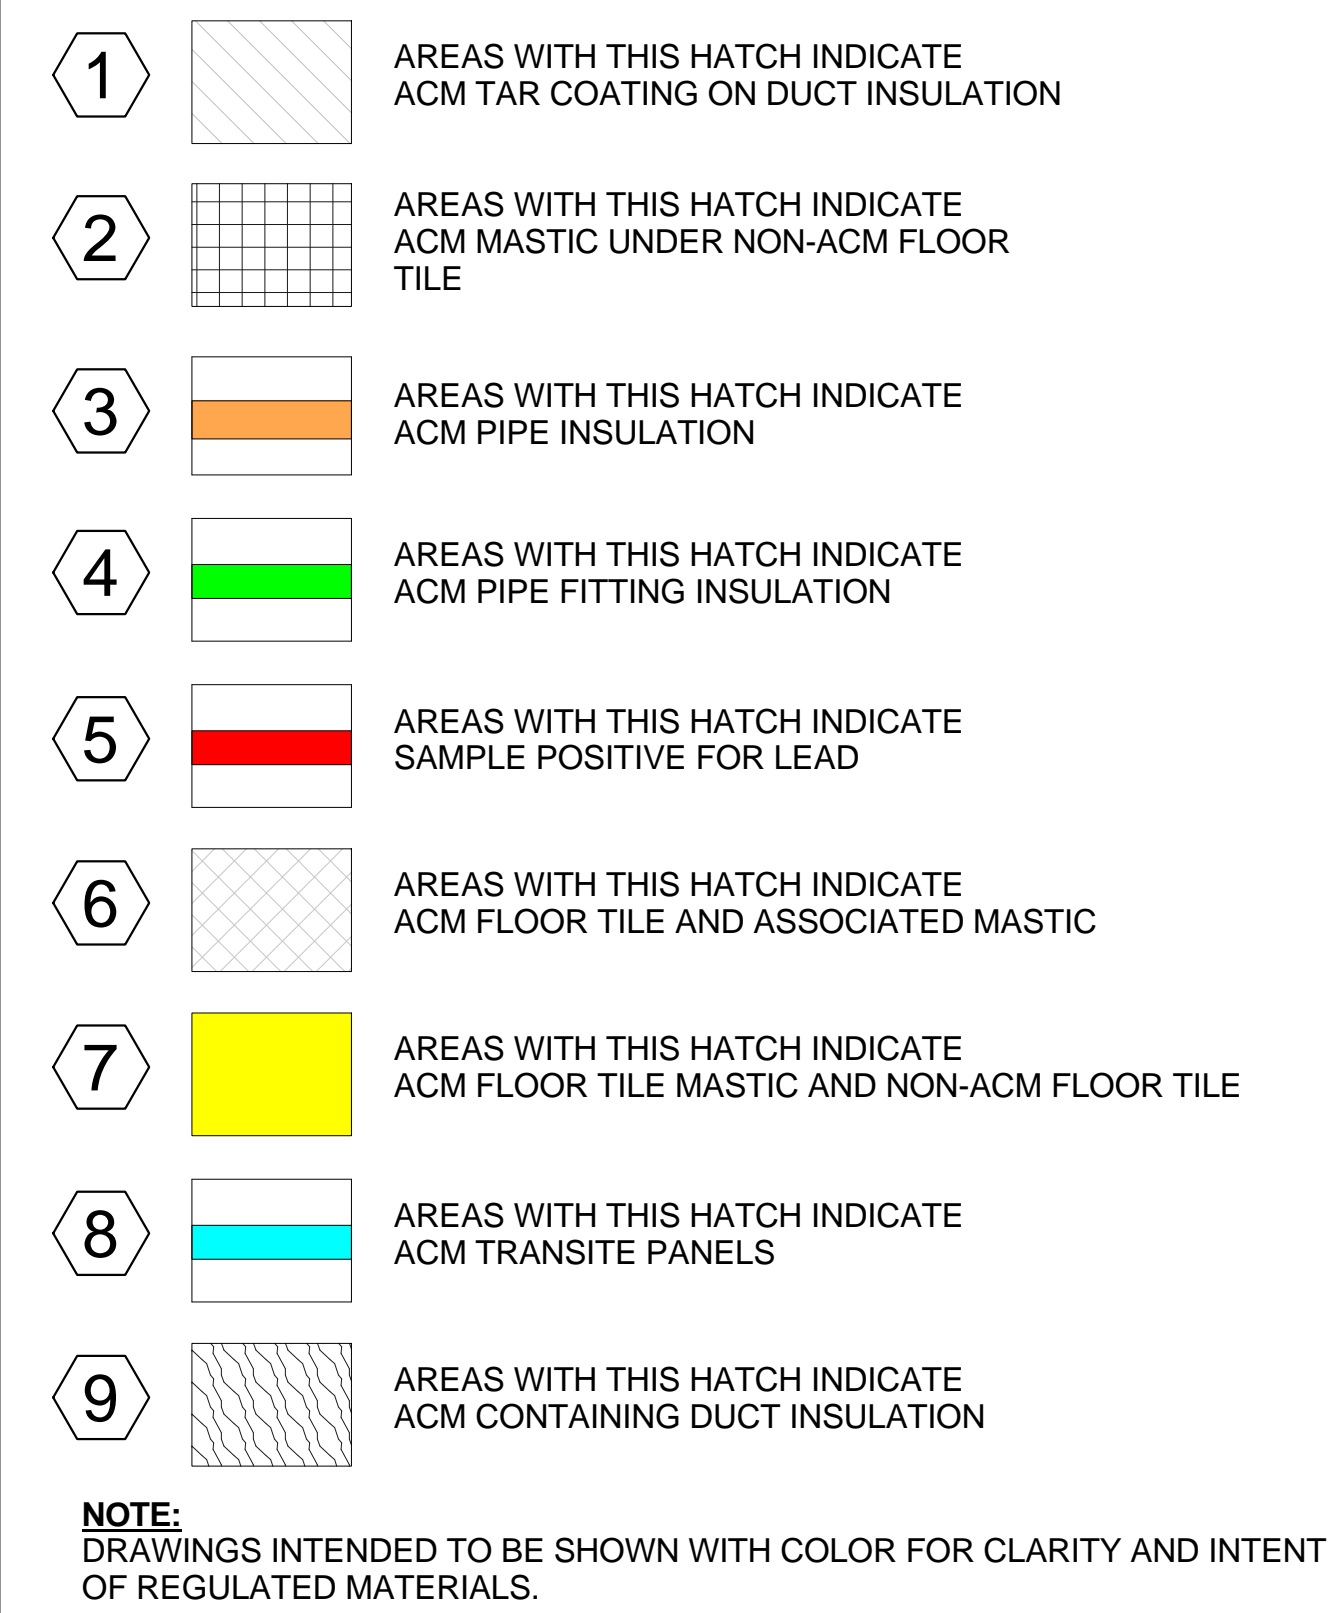 1
AREAS WITH THIS HATCH INDICATE
ACM TAR COATING ON DUCT INSULATION
2
AREAS WITH THIS HATCH INDICATE
ACM MASTIC UNDER NON-ACM FLOOR
TILE
3
AREAS WITH THIS HATCH INDICATE
ACM PIPE INSULATION
4
AREAS WITH THIS HATCH INDICATE
ACM PIPE FITTING INSULATION
5
AREAS WITH THIS HATCH INDICATE
SAMPLE POSITIVE FOR LEAD
6
AREAS WITH THIS HATCH INDICATE
ACM FLOOR TILE AND ASSOCIATED MASTIC
7
AREAS WITH THIS HATCH INDICATE
ACM FLOOR TILE MASTIC AND NON-ACM FLOOR TILE
8
AREAS WITH THIS HATCH INDICATE
ACM TRANSITE PANELS
9
AREAS WITH THIS HATCH INDICATE
ACM CONTAINING DUCT INSULATION
NOTE:
DRAWINGS INTENDED TO BE SHOWN WITH COLOR FOR CLARITY AND INTENT
OF REGULATED MATERIALS.